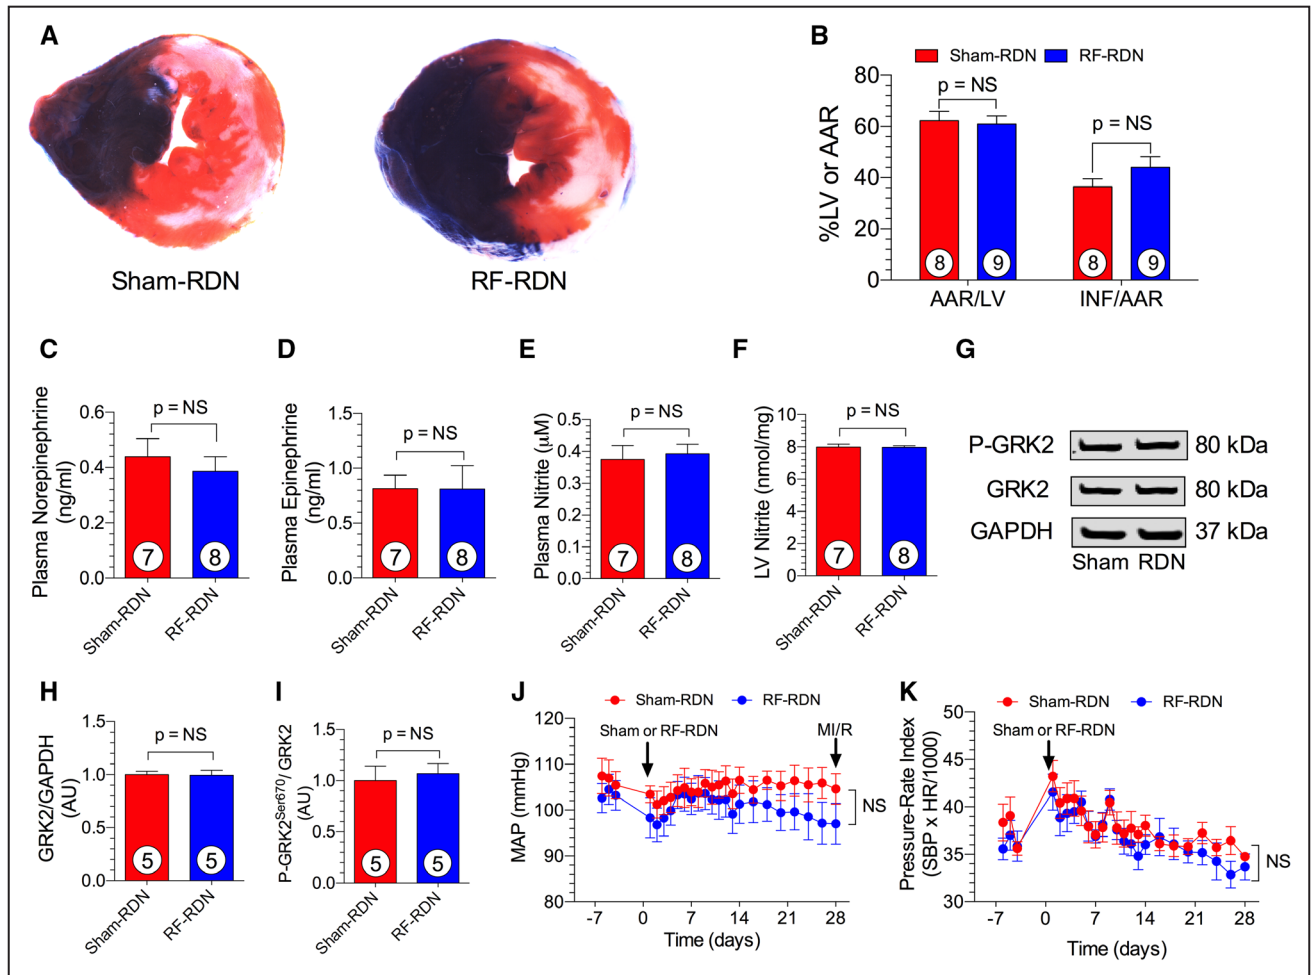 A
Sham-RDN
RF-RDN
B
Sham-RDN
RF-RDN
%LV or AAR
80
60
40
20
0
p = NS
p = NS
8
9
8
9
AAR/LV
INF/AAR
C
Plasma Norepinephrine
(ng/ml)
0.6
0.4
0.2
0.0
p = NS
7
8
Sham-RDN
RF-RDN
D
Plasma Epinephrine
(ng/ml)
1.5
1.0
0.5
0.0
p = NS
7
8
Sham-RDN
RF-RDN
E
Plasma Nitrite (μM)
0.5
0.4
0.3
0.2
0.1
0.0
p = NS
7
8
Sham-RDN
RF-RDN
F
LV Nitrite (nmol/mg)
10
8
6
4
2
0
p = NS
7
8
Sham-RDN
RF-RDN
G
P-GRK2
80 kDa
GRK2
80 kDa
GAPDH
37 kDa
Sham RDN
H
GRK2/GAPDH
(AU)
1.5
1.0
0.5
0.0
p = NS
5
5
Sham-RDN
RF-RDN
I
P-GRK2Ser670/ GRK2
(AU)
1.5
1.0
0.5
0.0
p = NS
5
5
Sham-RDN
RF-RDN
J
Sham-RDN
RF-RDN
MAP (mmHg)
120
110
100
90
80
Sham or RF-RDN
MI/R
NS
-7
0
7
14
21
28
Time (days)
K
Sham-RDN
RF-RDN
Pressure-Rate Index
(SBP x HR/1000)
50
45
40
35
30
Sham or RF-RDN
NS
-7
0
7
14
21
28
Time (days)